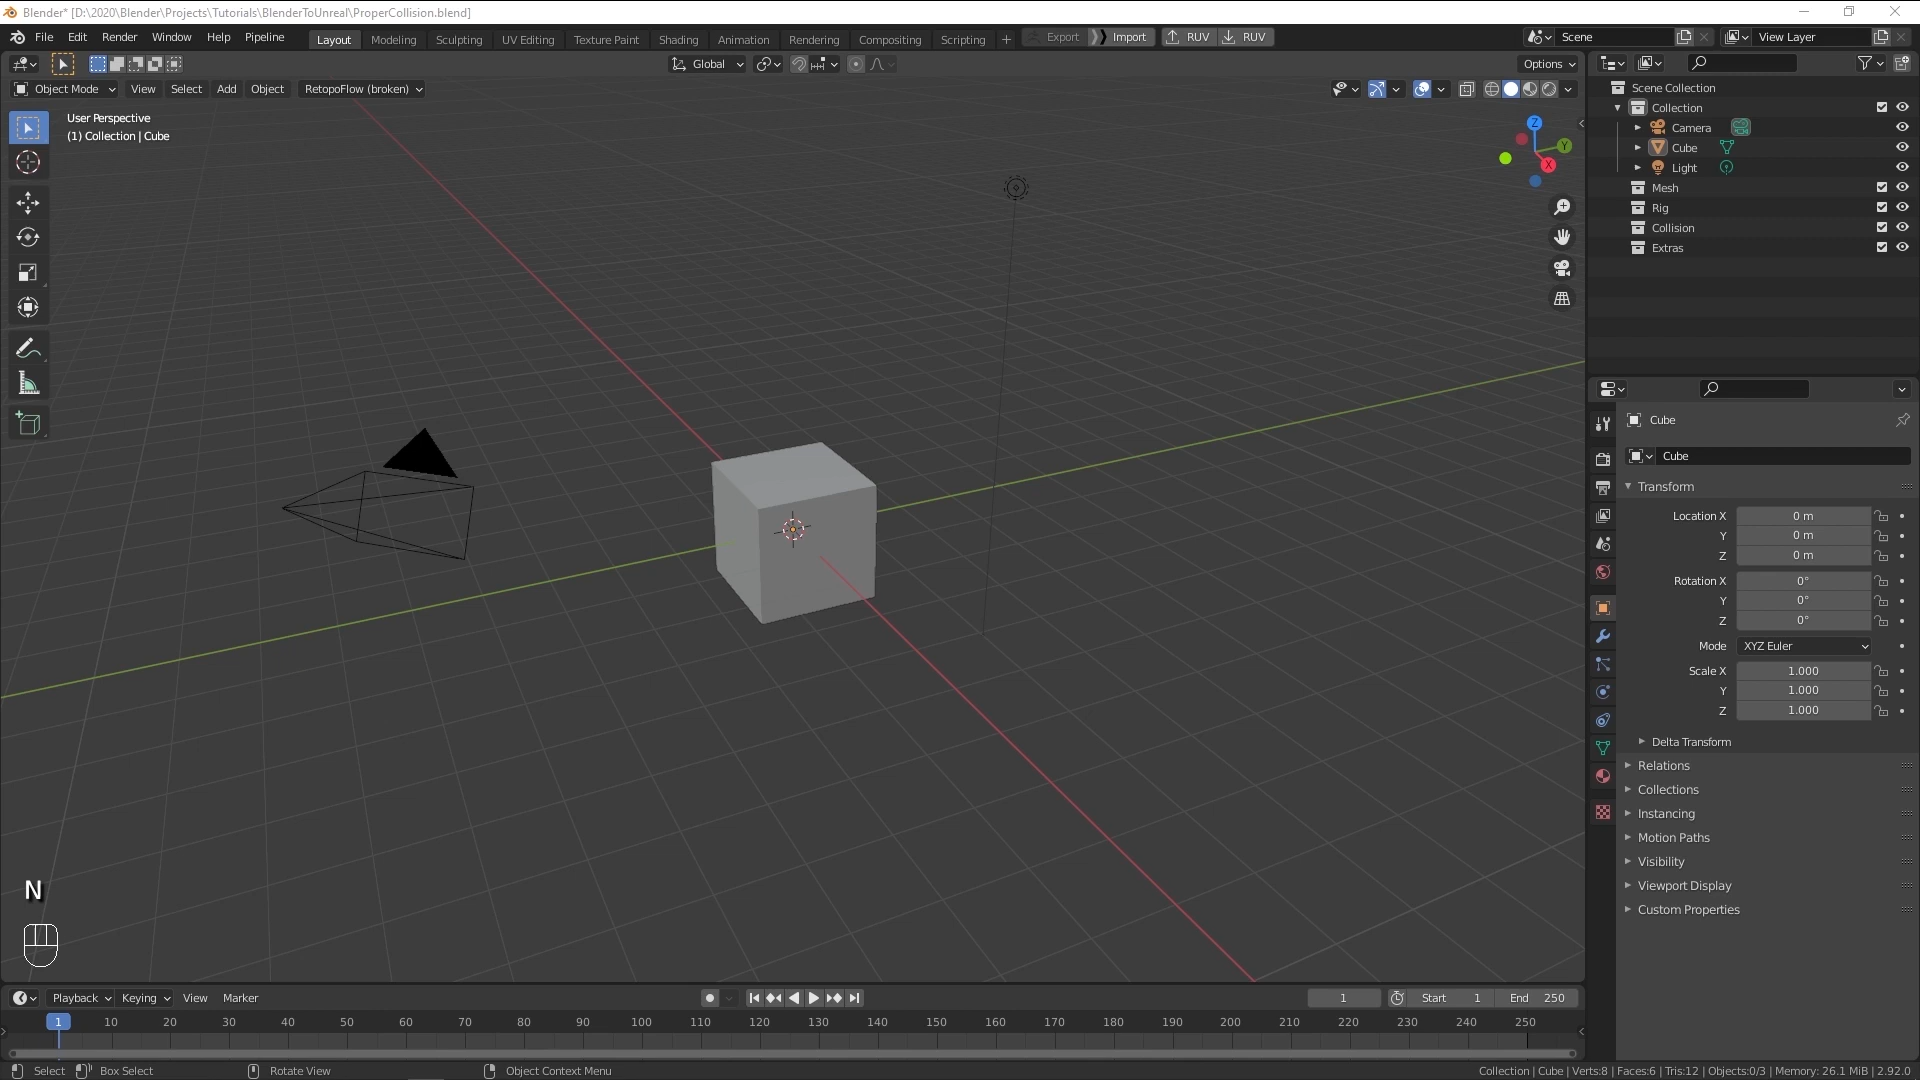 Blender* [D:\2020\Blender\Projects\Tutorials\BlenderToUnreal\ProperCollision.blend]
File Edit Render Window Help Pipeline Layout Modeling Sculpting UV Editing Texture Paint Shading Animation Rendering Compositing Scripting + Export Import RUV RUV Scene View Layer
Global Options
Object Mode View Select Add Object RetopoFlow (broken)
User Perspective
(1) Collection | Cube
Z
Y
X
Scene Collection
Collection
Camera
Cube
Light
Mesh
Rig
Collision
Extras
Cube
Cube
Transform
Location X 0 m
Y 0 m
Z 0 m
Rotation X 0°
Y 0°
Z 0°
Mode XYZ Euler
Scale X 1.000
Y 1.000
Z 1.000
Delta Transform
Relations
Collections
Instancing
Motion Paths
Visibility
Viewport Display
Custom Properties
N
Playback Keying View Marker 1 Start 1 End 250
1 10 20 30 40 50 60 70 80 90 100 110 120 130 140 150 160 170 180 190 200 210 220 230 240 250
Select Box Select Rotate View Object Context Menu Collection | Cube | Verts:8 | Faces:6 | Tris:12 | Objects:0/3 | Memory: 26.1 MiB | 2.92.0